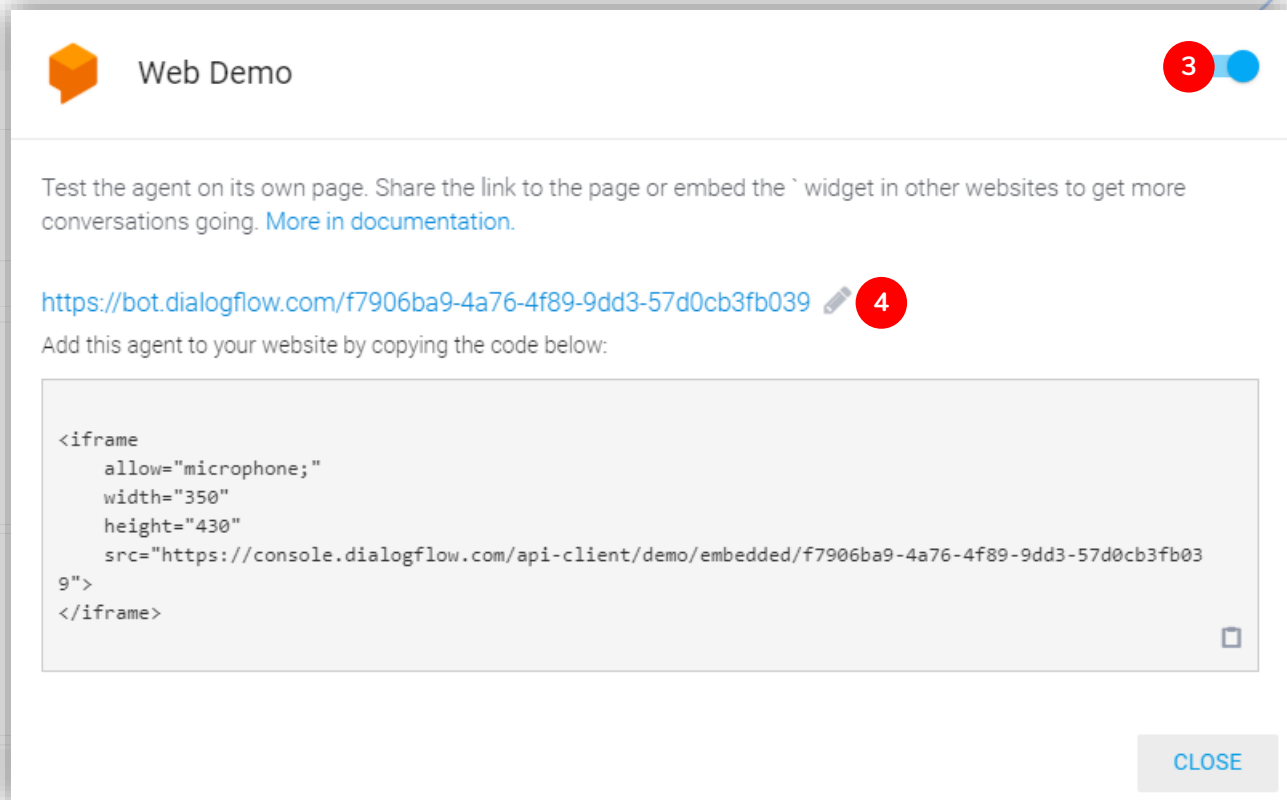 Web Demo
3
Test the agent on its own page. Share the link to the page or embed the ` widget in other websites to get more
conversations going. More in documentation.
https://bot.dialogflow.com/f7906ba9-4a76-4f89-9dd3-57d0cb3fb039
4
Add this agent to your website by copying the code below:
<iframe
    allow="microphone;"
    width="350"
    height="430"
    src="https://console.dialogflow.com/api-client/demo/embedded/f7906ba9-4a76-4f89-9dd3-57d0cb3fb03
9">
</iframe>
CLOSE